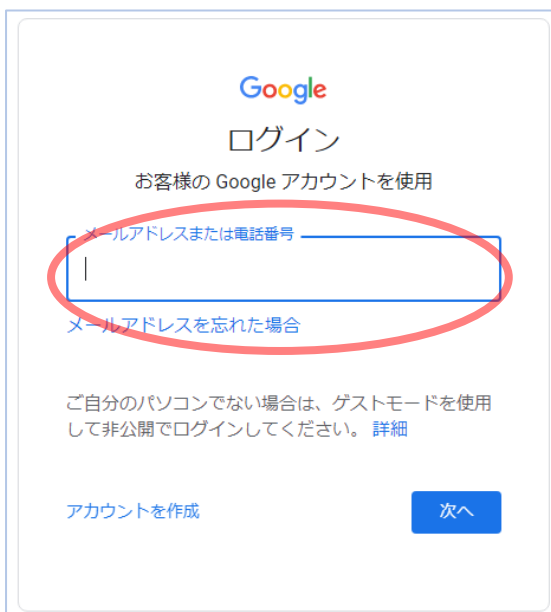 Google
ログイン
お客様の Google アカウントを使用
メールアドレスまたは電話番号
メールアドレスを忘れた場合
ご自分のパソコンでない場合は、ゲストモードを使用
して非公開でログインしてください。 詳細
アカウントを作成
次へ